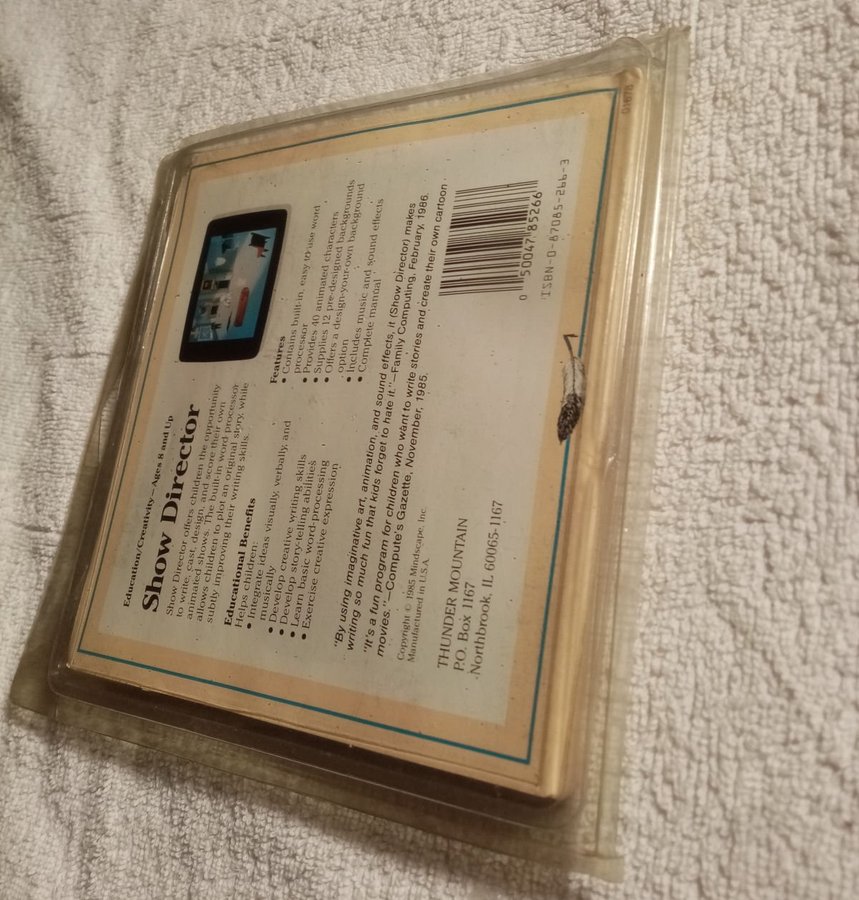 Education/Creativity—Ages 8 and Up
Show Director
Show Director offers children the opportunity
to write, cast, design, and score their own
animated shows. The built-in word processor
allows children to plot an original story, while
subtly improving their writing skills.
Educational Benefits
Helps children:
• Integrate ideas visually, verbally, and
musically
• Develop creative writing skills
• Develop story-telling abilities
• Learn basic word-processing
• Exercise creative expression
Features
• Contains built-in, easy to use word
processor
• Provides 40 animated characters
• Supplies 12 pre-designed backgrounds
• Offers a design-your-own background
option
• Includes music and sound effects
• Complete manual
"By using imaginative art, animation, and sound effects, it (Show Director) makes
writing so much fun that kids forget to hate it."—Family Computing, February, 1986.
"It's a fun program for children who want to write stories and create their own cartoon
movies."—Compute's Gazette, November, 1985.
Copyright © 1985 Mindscape, Inc.
Manufactured in U.S.A.
THUNDER MOUNTAIN
P.O. Box 1167
Northbrook, IL 60065-1167
0 50047 85266
ISBN-0-87085-266-3